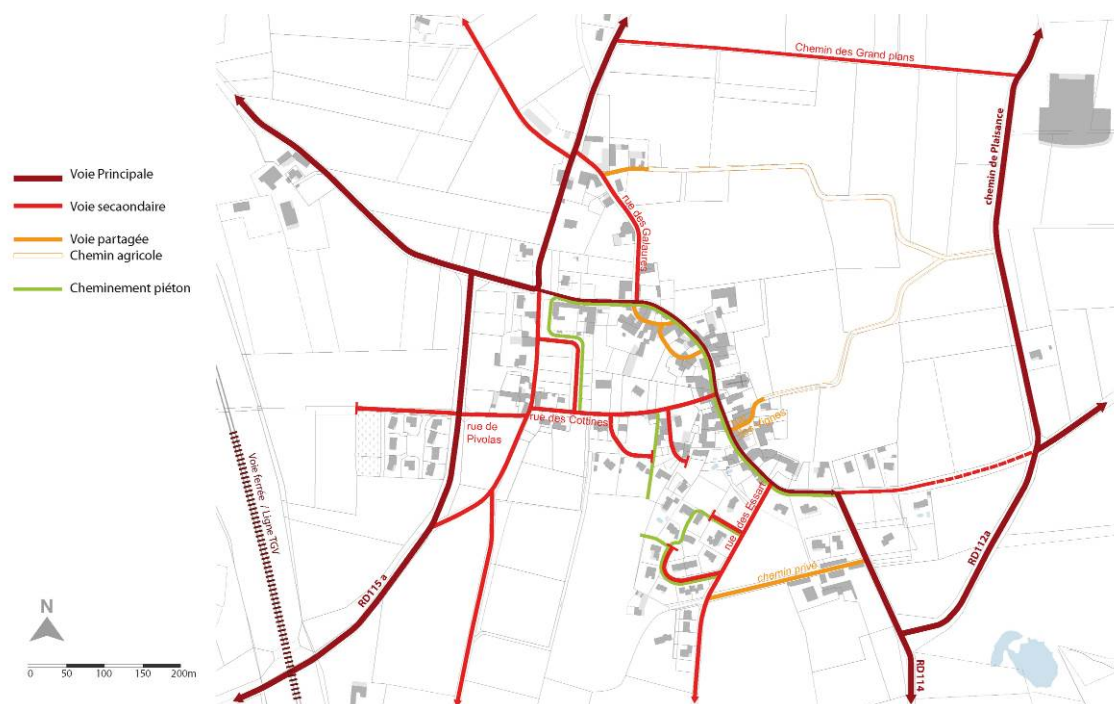 Voie Principale
Voie secaondaire
Voie partagée
Chemin agricole
Cheminement piéton
N
0 50 100 150 200m
Chemin des Grand plans
chemin de Plaisance
rue des Galaures
rue des Cottines
rue de
Pivolas
Voie ferrée / Ligne TGV
RD115 a
rue des Essart
chemin privé
RD112a
RD114